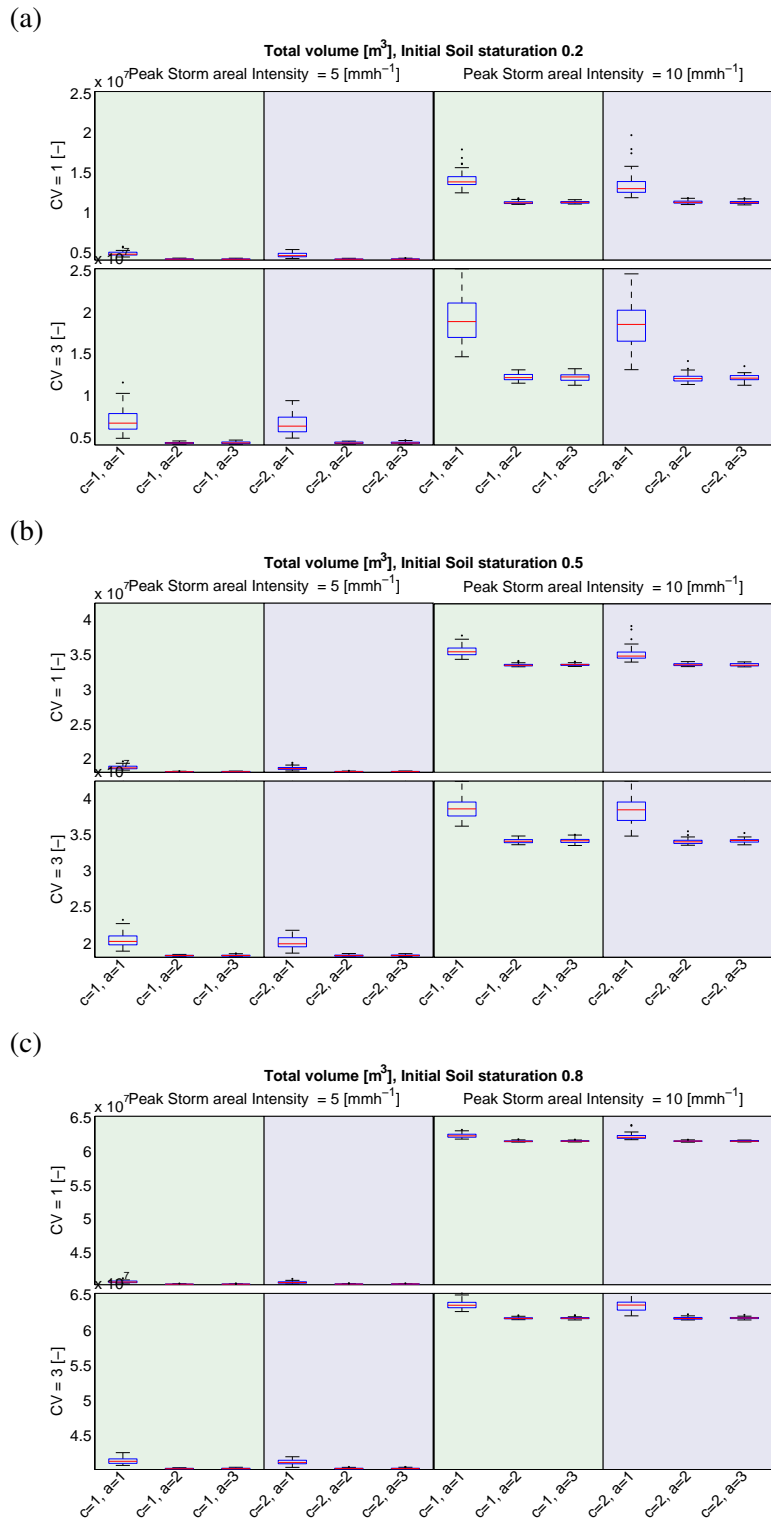 (a)
Total volume [m³], Initial Soil staturation 0.2
x 10⁷ Peak Storm areal Intensity = 5 [mmh⁻¹] Peak Storm areal Intensity = 10 [mmh⁻¹]
2.5
2
1.5
1
0.5
CV = 1 [−]
x 10⁷
2.5
2
1.5
1
0.5
CV = 3 [−]
c=1, a=1 c=1, a=2 c=1, a=3 c=2, a=1 c=2, a=2 c=2, a=3 c=1, a=1 c=1, a=2 c=1, a=3 c=2, a=1 c=2, a=2 c=2, a=3
(b)
Total volume [m³], Initial Soil staturation 0.5
x 10⁷ Peak Storm areal Intensity = 5 [mmh⁻¹] Peak Storm areal Intensity = 10 [mmh⁻¹]
4
3.5
3
2.5
2
CV = 1 [−]
x 10⁷
4
3.5
3
2.5
2
CV = 3 [−]
c=1, a=1 c=1, a=2 c=1, a=3 c=2, a=1 c=2, a=2 c=2, a=3 c=1, a=1 c=1, a=2 c=1, a=3 c=2, a=1 c=2, a=2 c=2, a=3
(c)
Total volume [m³], Initial Soil staturation 0.8
x 10⁷ Peak Storm areal Intensity = 5 [mmh⁻¹] Peak Storm areal Intensity = 10 [mmh⁻¹]
6.5
6
5.5
5
4.5
CV = 1 [−]
x 10⁷
6.5
6
5.5
5
4.5
CV = 3 [−]
c=1, a=1 c=1, a=2 c=1, a=3 c=2, a=1 c=2, a=2 c=2, a=3 c=1, a=1 c=1, a=2 c=1, a=3 c=2, a=1 c=2, a=2 c=2, a=3